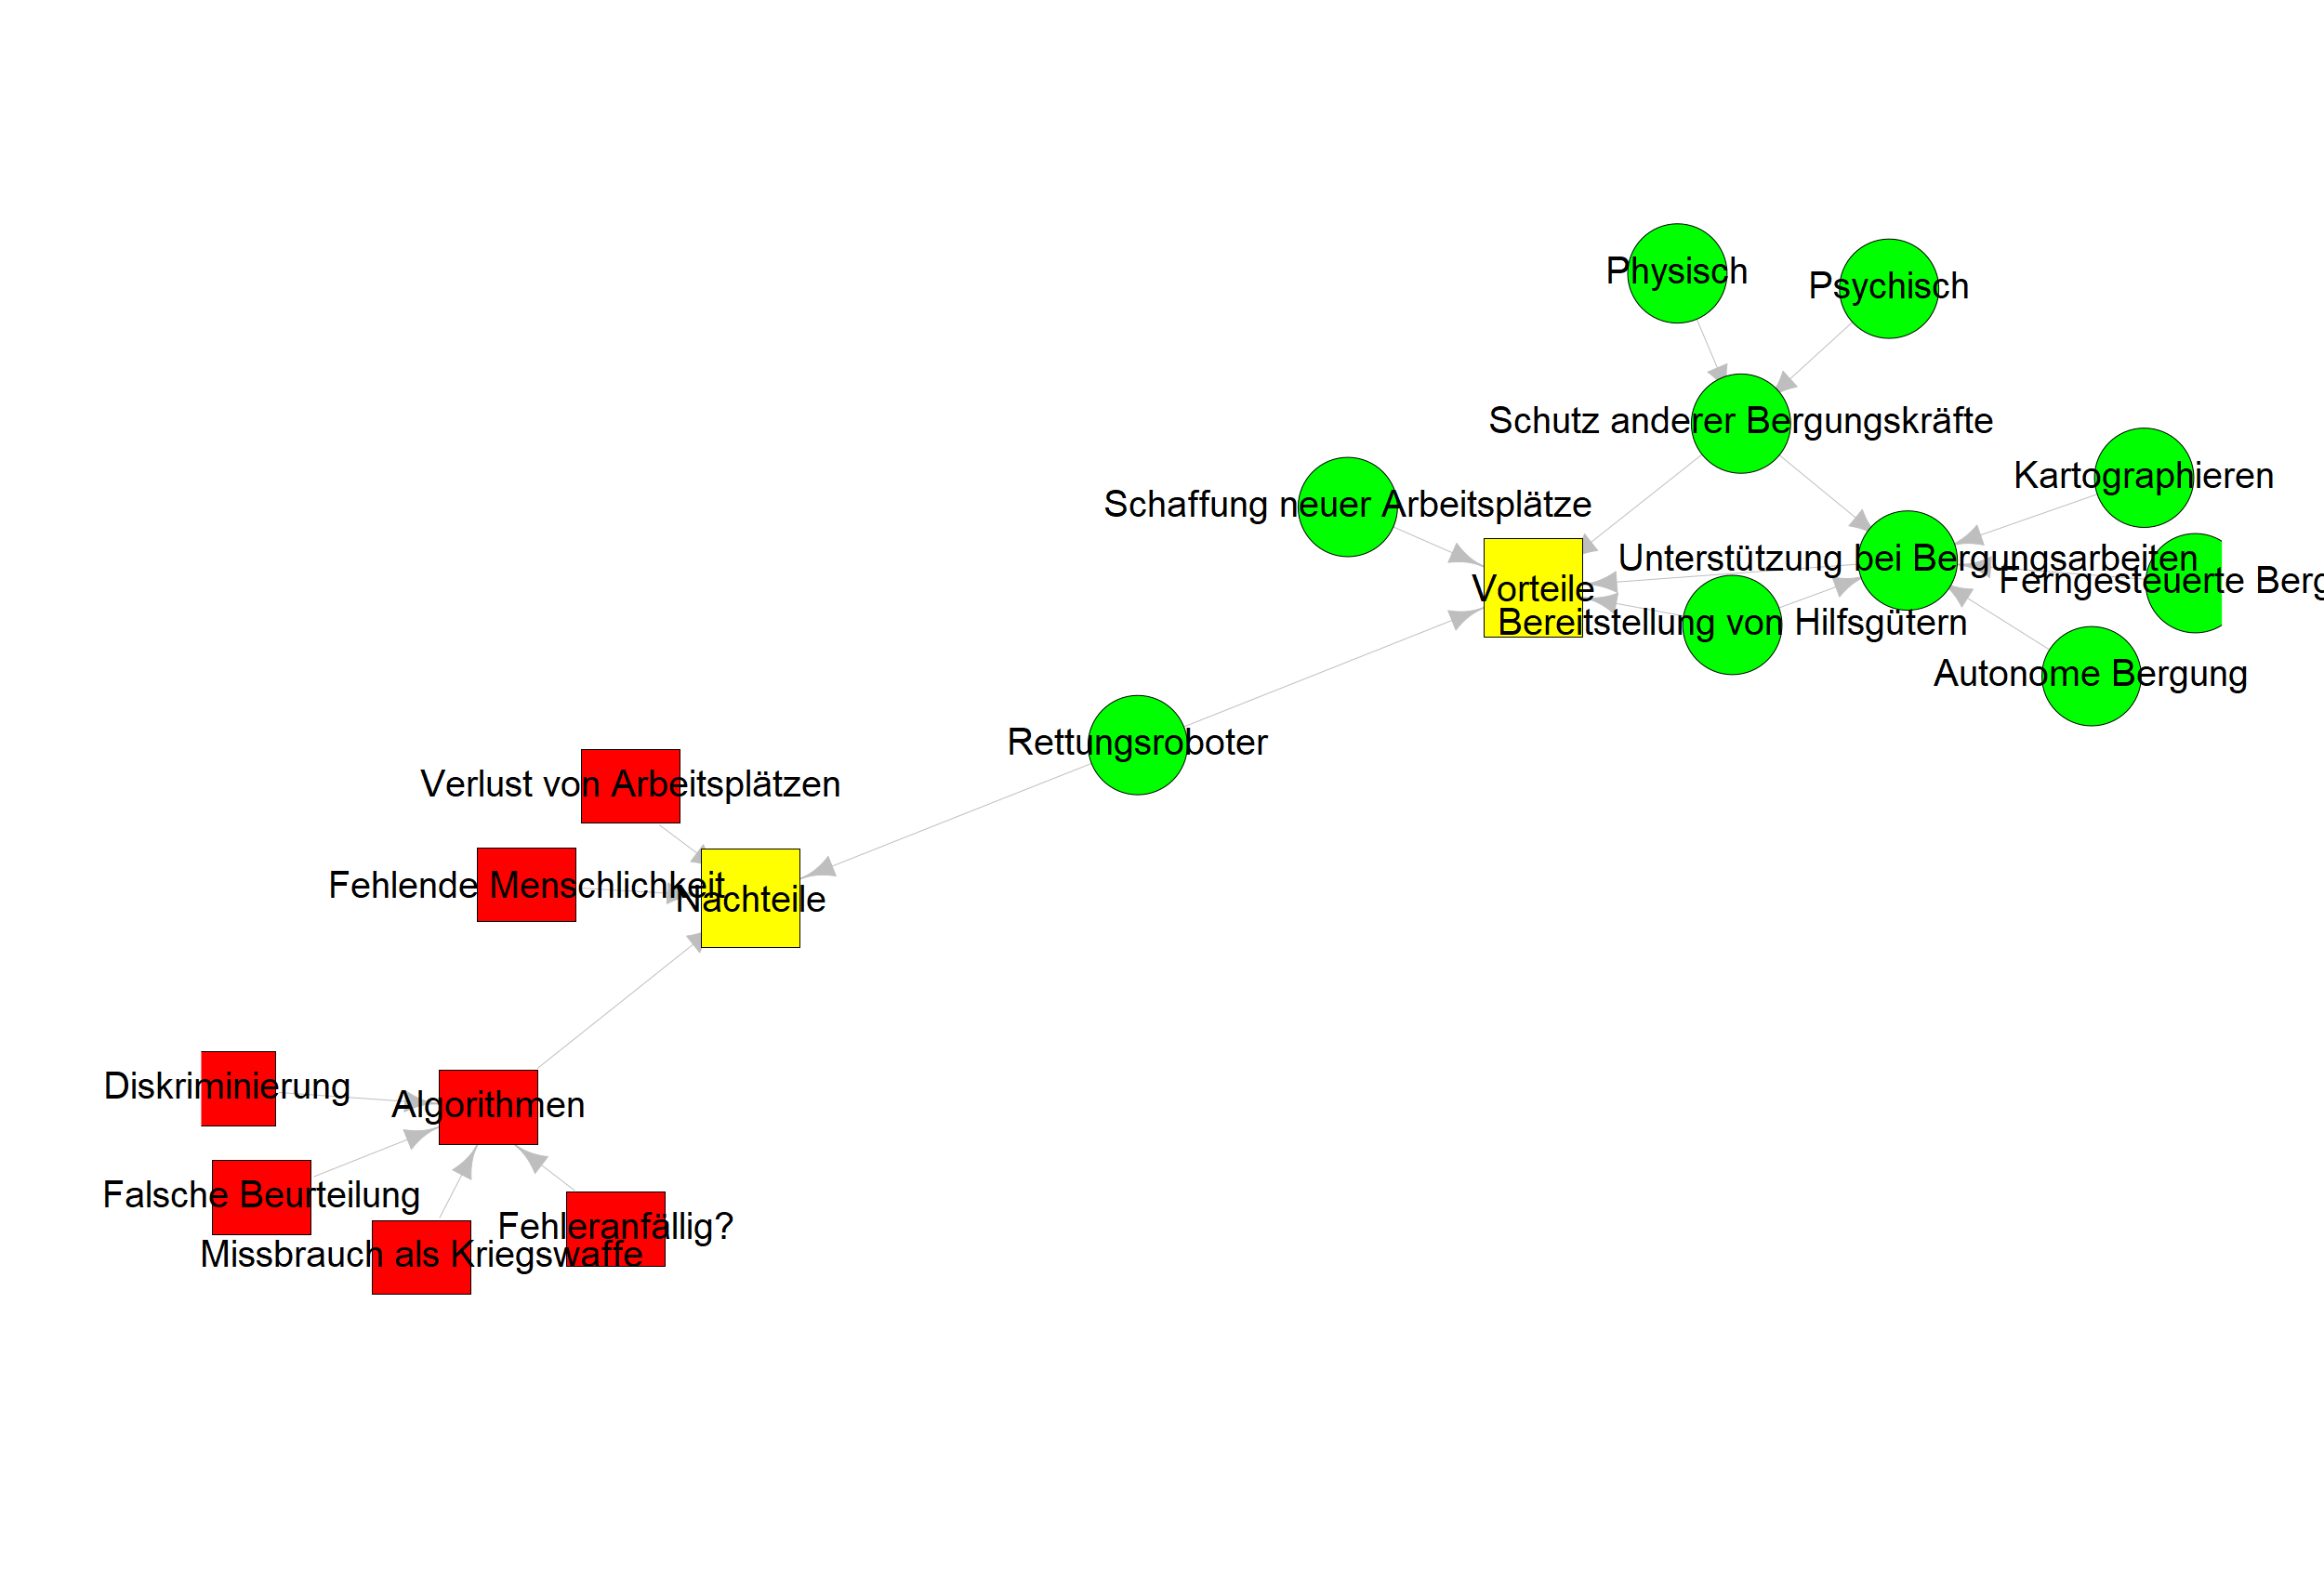 Physisch
Psychisch
Schutz anderer Bergungskräfte
Kartographieren
Schaffung neuer Arbeitsplätze
Unterstützung bei Bergungsarbeiten
Ferngesteuerte Berg
Vorteile
Bereitstellung von Hilfsgütern
Autonome Bergung
Rettungsroboter
Verlust von Arbeitsplätzen
Fehlende Menschlichkeit
Nachteile
Diskriminierung
Algorithmen
Falsche Beurteilung
Fehleranfällig?
Missbrauch als Kriegswaffe